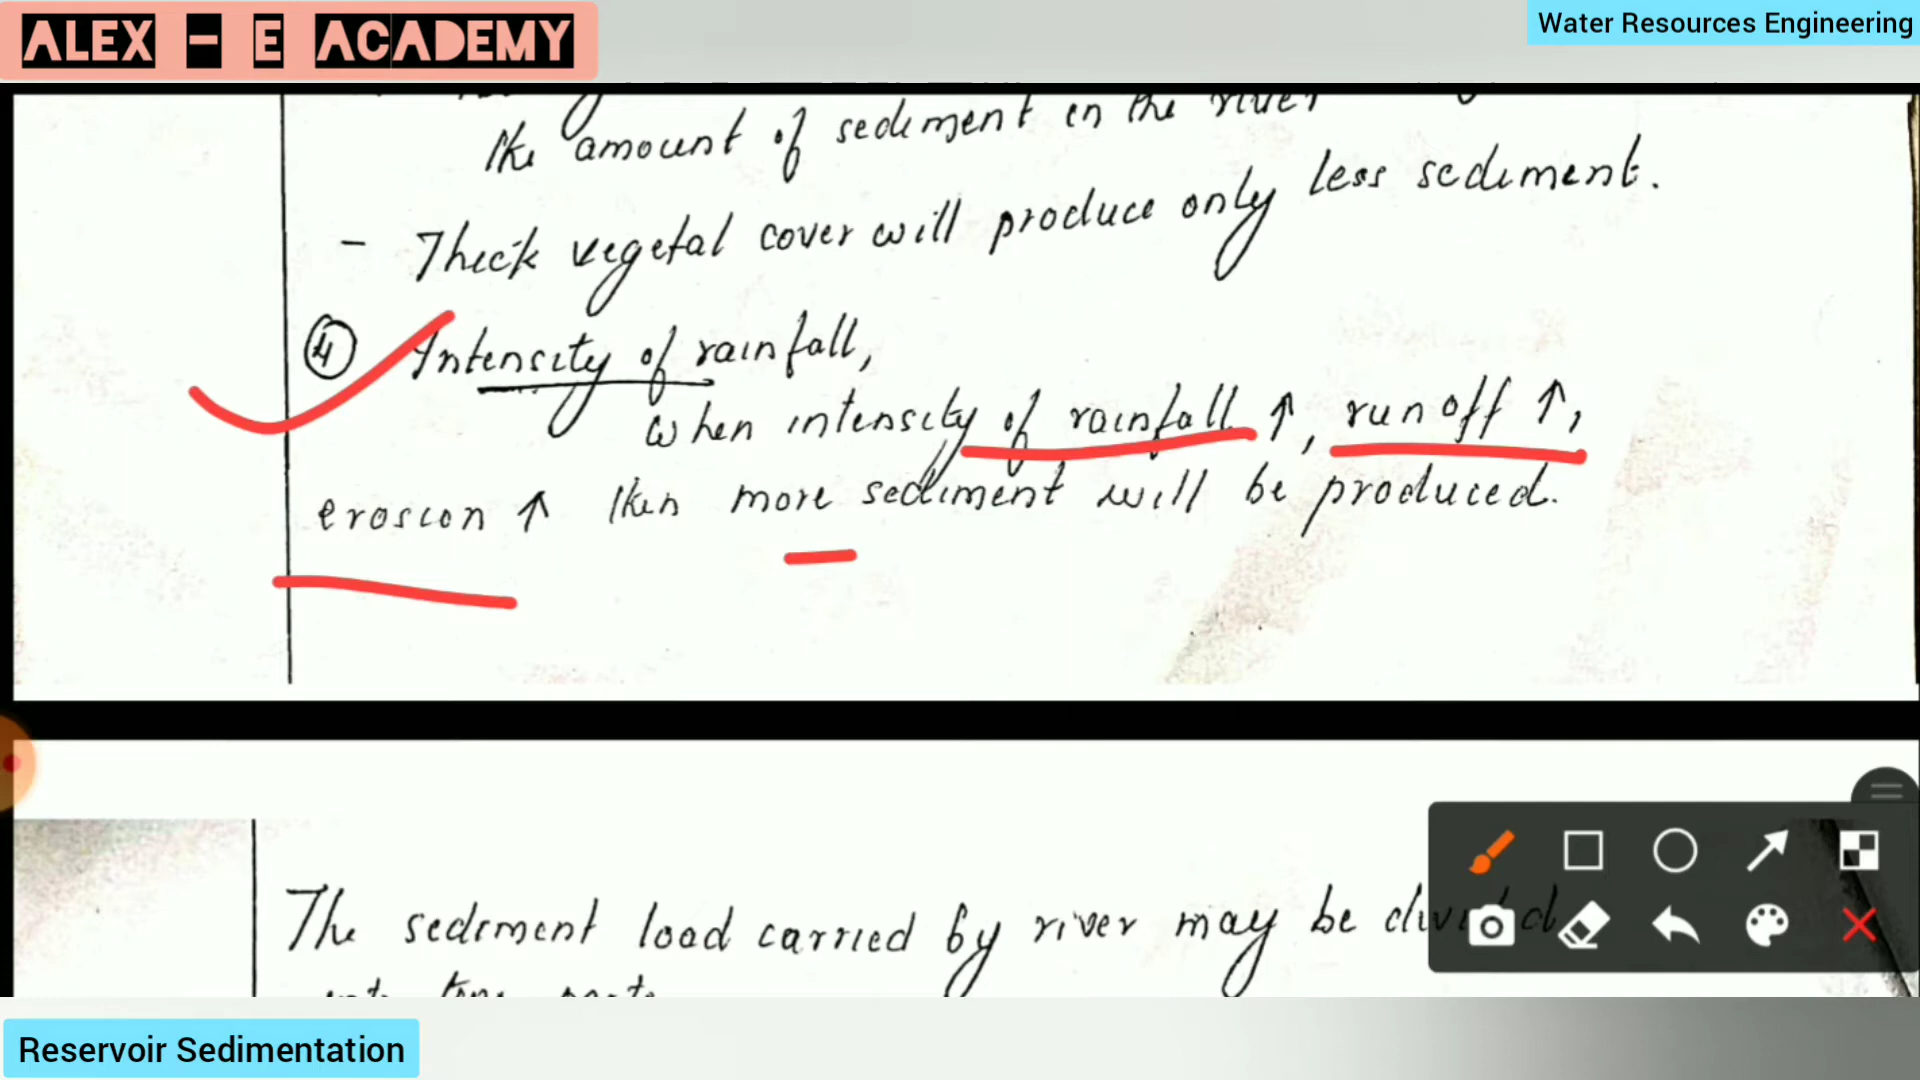 ALEX - E ACADEMY
Water Resources Engineering
the amount of sediment in the river
- Thick vegetal cover will produce only less sediment.
④ Intensity of rainfall,
when intensity of rainfall ↑, runoff ↑,
erosion ↑ then more sediment will be produced.
The sediment load carried by river may be divided
Reservoir Sedimentation